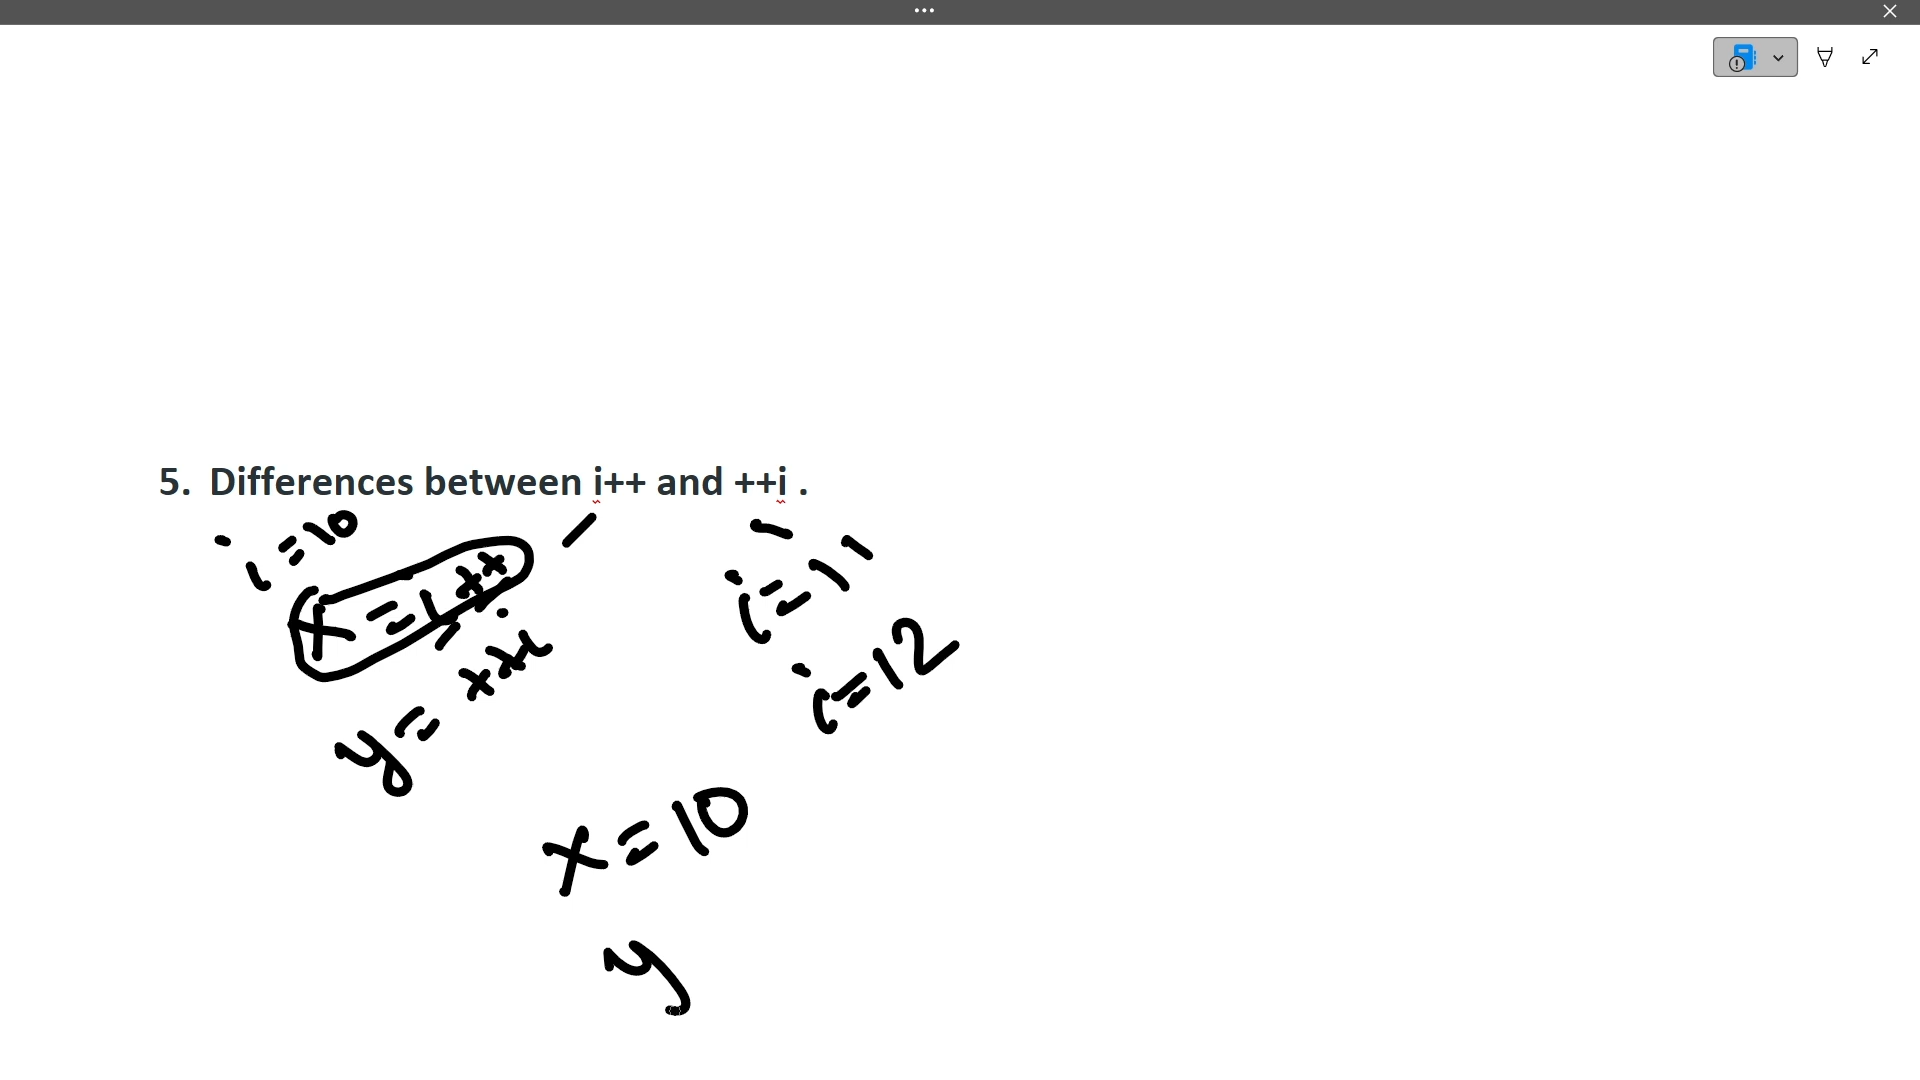 5. Differences between i++ and ++i .
i = 10
x = i++
y = ++i
i = 11
i = 12
x = 10
y